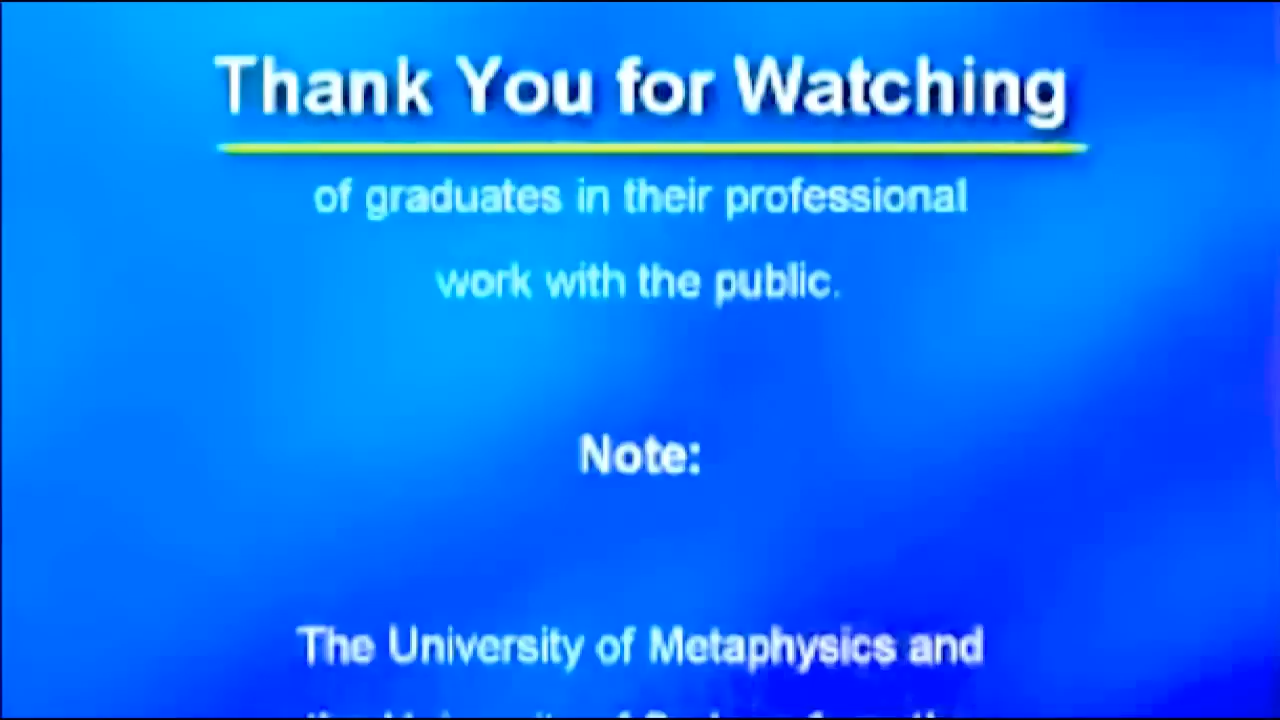 Thank You for Watching
of graduates in their professional
work with the public.
Note:
The University of Metaphysics and